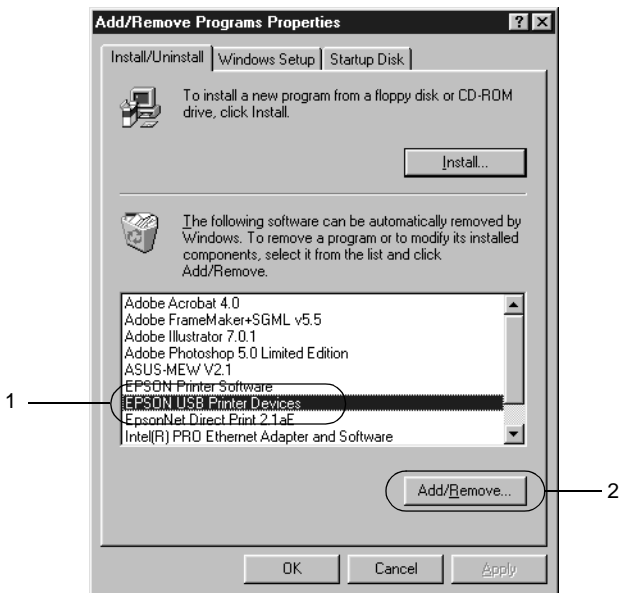 Add/Remove Programs Properties
Install/Uninstall Windows Setup Startup Disk
To install a new program from a floppy disk or CD-ROM
drive, click Install.
Install...
The following software can be automatically removed by
Windows. To remove a program or to modify its installed
components, select it from the list and click
Add/Remove.
Adobe Acrobat 4.0
Adobe FrameMaker+SGML v5.5
Adobe Illustrator 7.0.1
Adobe Photoshop 5.0 Limited Edition
ASUS-MEW V2.1
EPSON Printer Software
1
EPSON USB Printer Devices
EpsonNet Direct Print 2.1aE
Intel(R) PRO Ethernet Adapter and Software
Add/Remove...
2
OK Cancel Apply